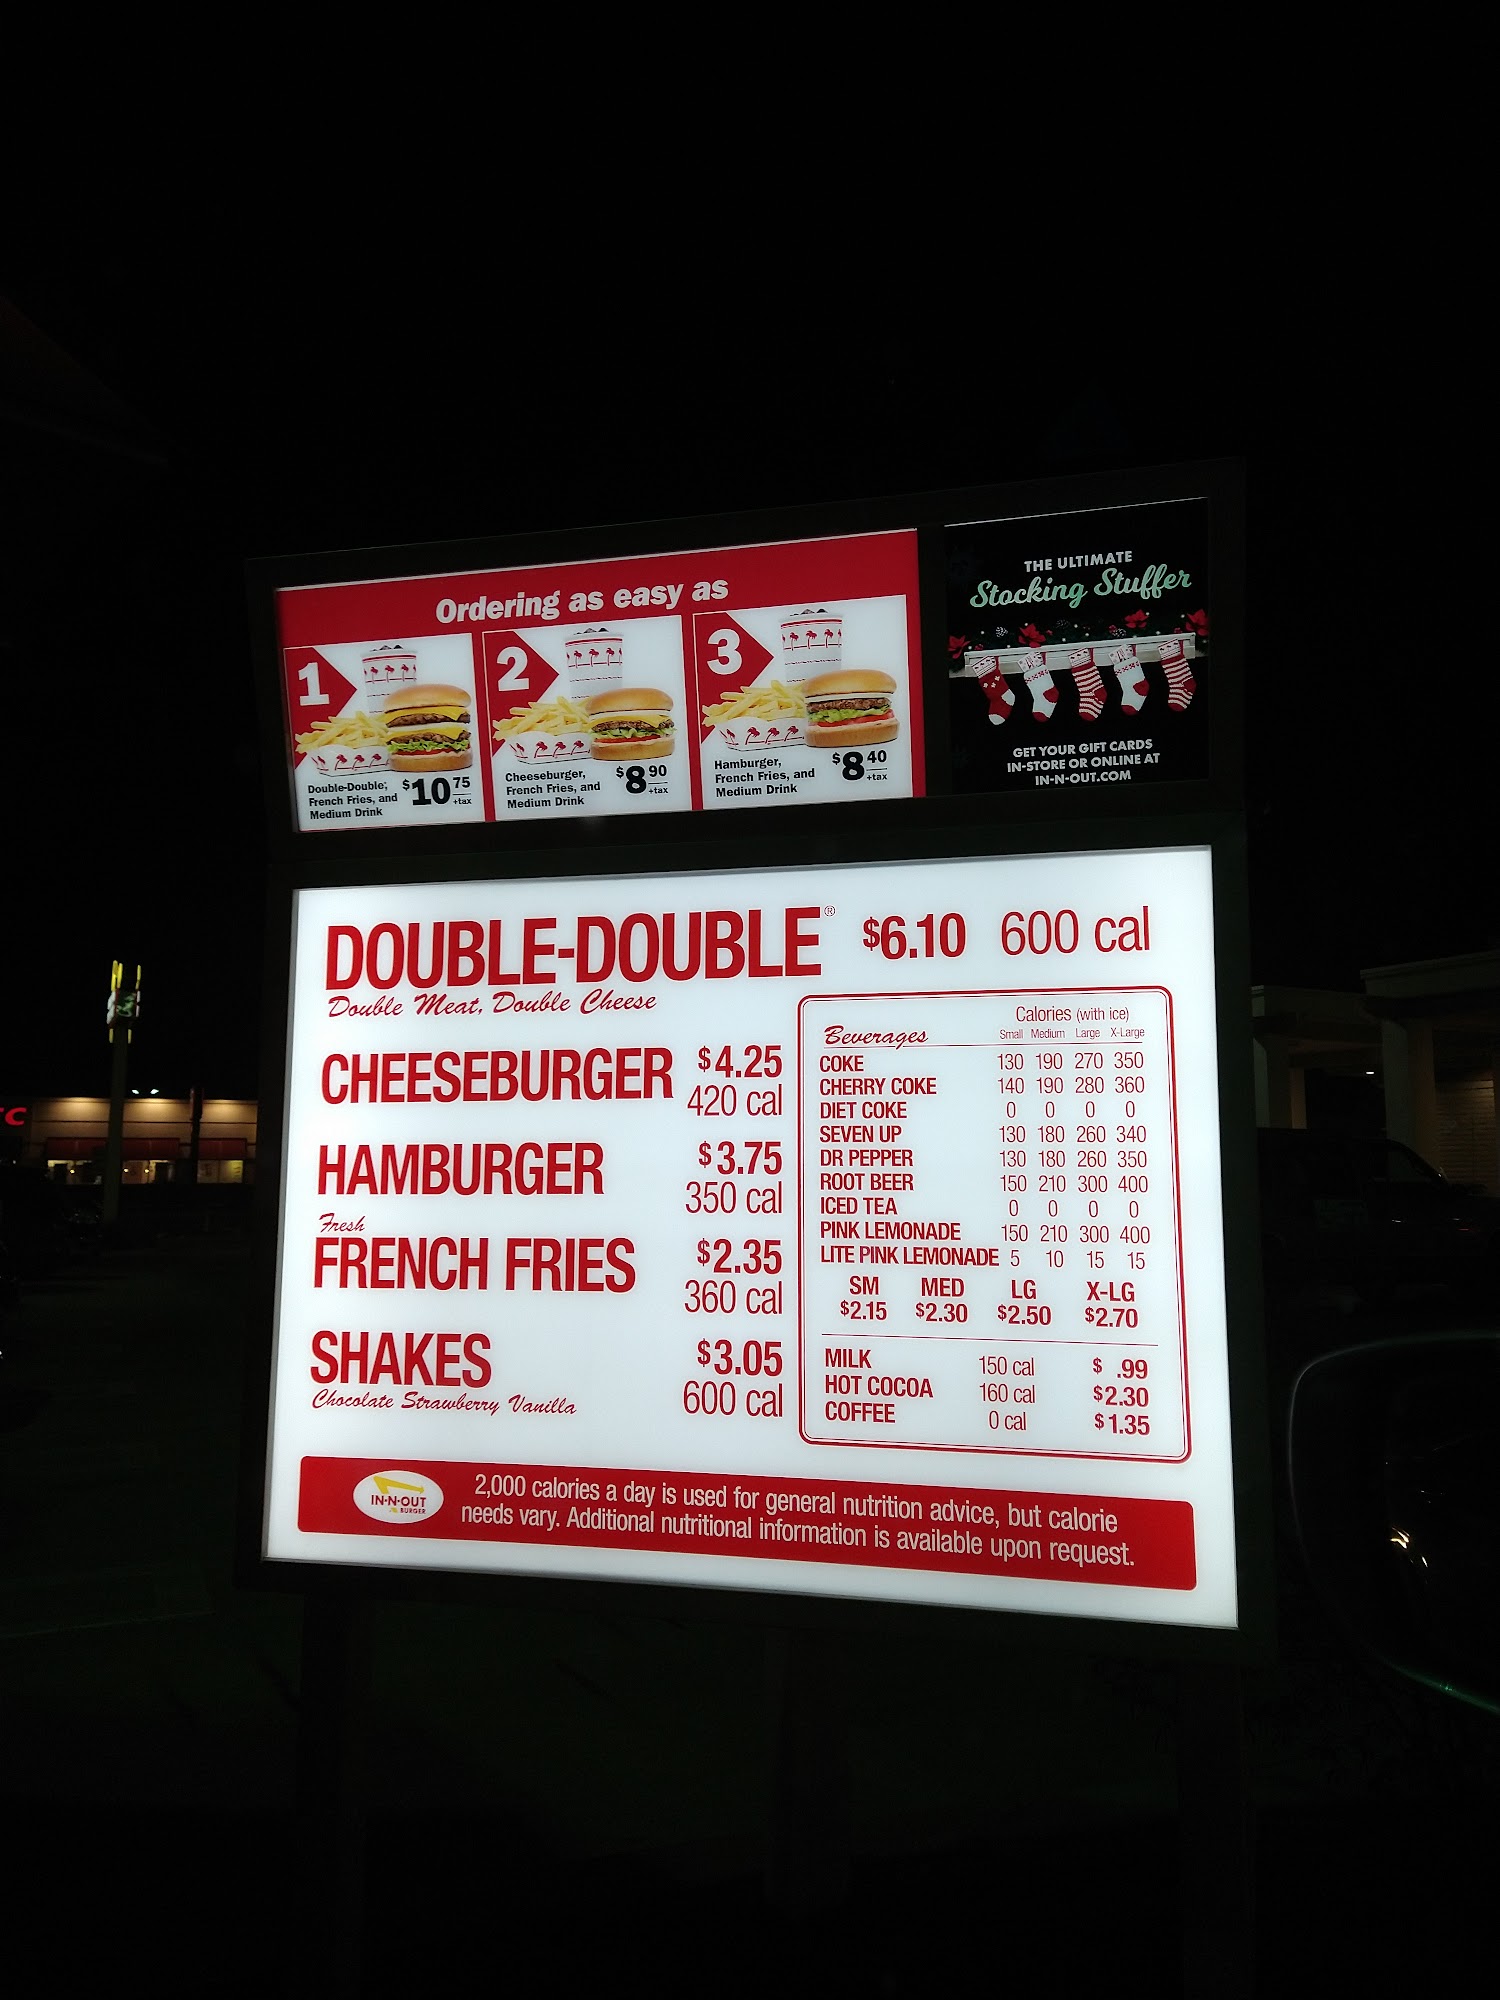 Ordering as easy as
1
Double-Double,
French Fries, and
Medium Drink
$10 75
+tax
2
Cheeseburger,
French Fries, and
Medium Drink
$8 90
+tax
3
Hamburger,
French Fries, and
Medium Drink
$8 40
+tax
THE ULTIMATE
Stocking Stuffer
GET YOUR GIFT CARDS
IN-STORE OR ONLINE AT
IN-N-OUT.COM
DOUBLE-DOUBLE® $6.10 600 cal
Double Meat, Double Cheese
CHEESEBURGER $4.25
420 cal
HAMBURGER $3.75
350 cal
Fresh
FRENCH FRIES $2.35
360 cal
SHAKES $3.05
Chocolate Strawberry Vanilla 600 cal
Calories (with ice)
Beverages Small Medium Large X-Large
COKE 130 190 270 350
CHERRY COKE 140 190 280 360
DIET COKE 0 0 0 0
SEVEN UP 130 180 260 340
DR PEPPER 130 180 260 350
ROOT BEER 150 210 300 400
ICED TEA 0 0 0 0
PINK LEMONADE 150 210 300 400
LITE PINK LEMONADE 5 10 15 15
SM MED LG X-LG
$2.15 $2.30 $2.50 $2.70
MILK 150 cal $ .99
HOT COCOA 160 cal $2.30
COFFEE 0 cal $1.35
IN-N-OUT
BURGER
2,000 calories a day is used for general nutrition advice, but calorie
needs vary. Additional nutritional information is available upon request.